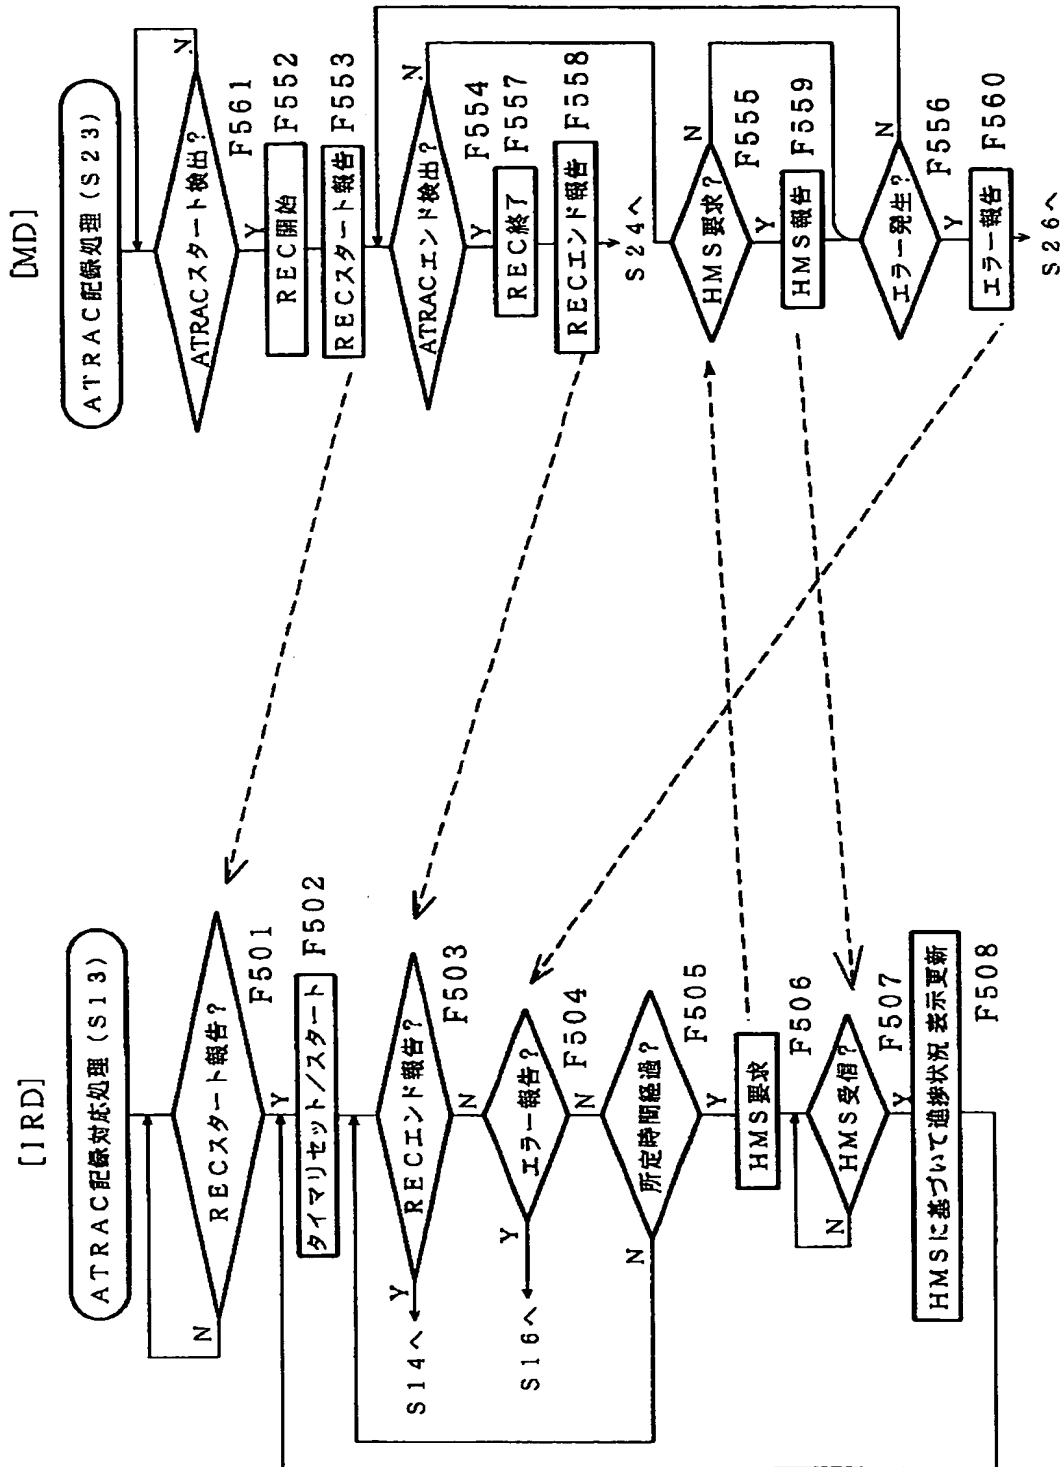 [IRD]
ATRAC記録対応処理(S13)
RECスタート報告?
N
F501
Y
タイマリセット/スタート
F502
RECエンド報告?
Y
S14へ
F503
N
エラー報告?
Y
S16へ
F504
N
所定時間経過?
N
F505
Y
HMS要求
F506
HMS受信?
N
F507
Y
HMSに基づいて進捗状況表示更新
F508
[MD]
ATRAC記録処理(S23)
ATRACスタート検出?
N
F561
Y
REC開始
F552
RECスタート報告
F553
ATRACエンド検出?
N
F554
Y
REC終了
F557
RECエンド報告
F558
S24へ
HMS要求?
N
F555
Y
HMS報告
F559
エラー発生?
N
F556
Y
エラー報告
F560
S26へ